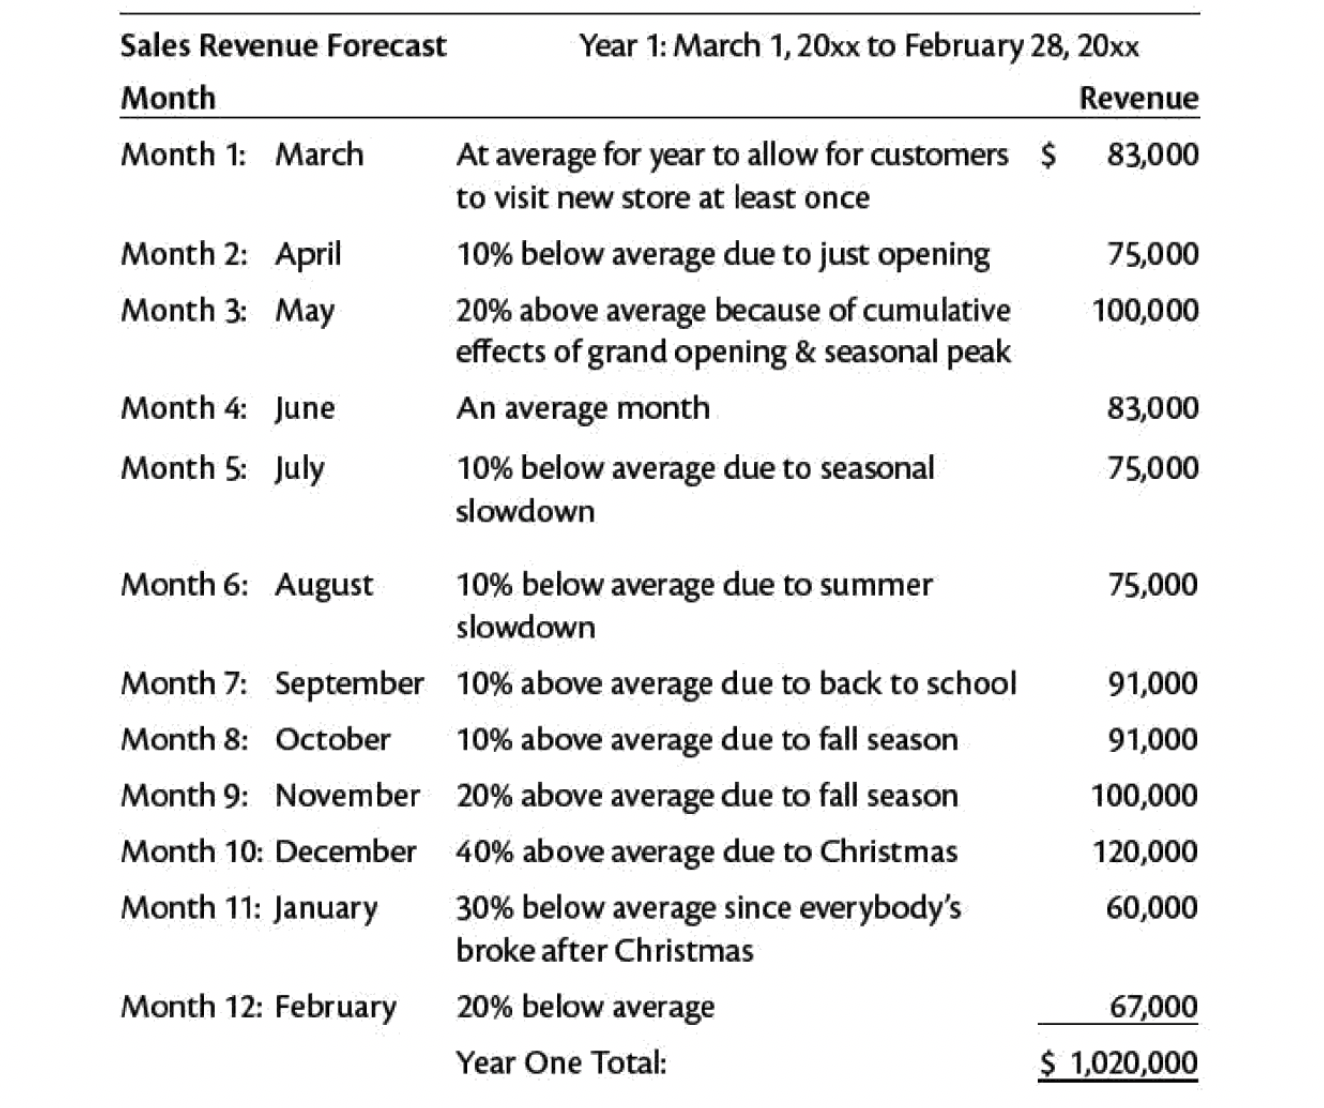 Sales Revenue Forecast Year 1: March 1, 20xx to February 28, 20xx
Month Revenue
Month 1: March At average for year to allow for customers $ 83,000
to visit new store at least once
Month 2: April 10% below average due to just opening 75,000
Month 3: May 20% above average because of cumulative 100,000
effects of grand opening & seasonal peak
Month 4: June An average month 83,000
Month 5: July 10% below average due to seasonal 75,000
slowdown
Month 6: August 10% below average due to summer 75,000
slowdown
Month 7: September 10% above average due to back to school 91,000
Month 8: October 10% above average due to fall season 91,000
Month 9: November 20% above average due to fall season 100,000
Month 10: December 40% above average due to Christmas 120,000
Month 11: January 30% below average since everybody's 60,000
broke after Christmas
Month 12: February 20% below average 67,000
Year One Total: $ 1,020,000